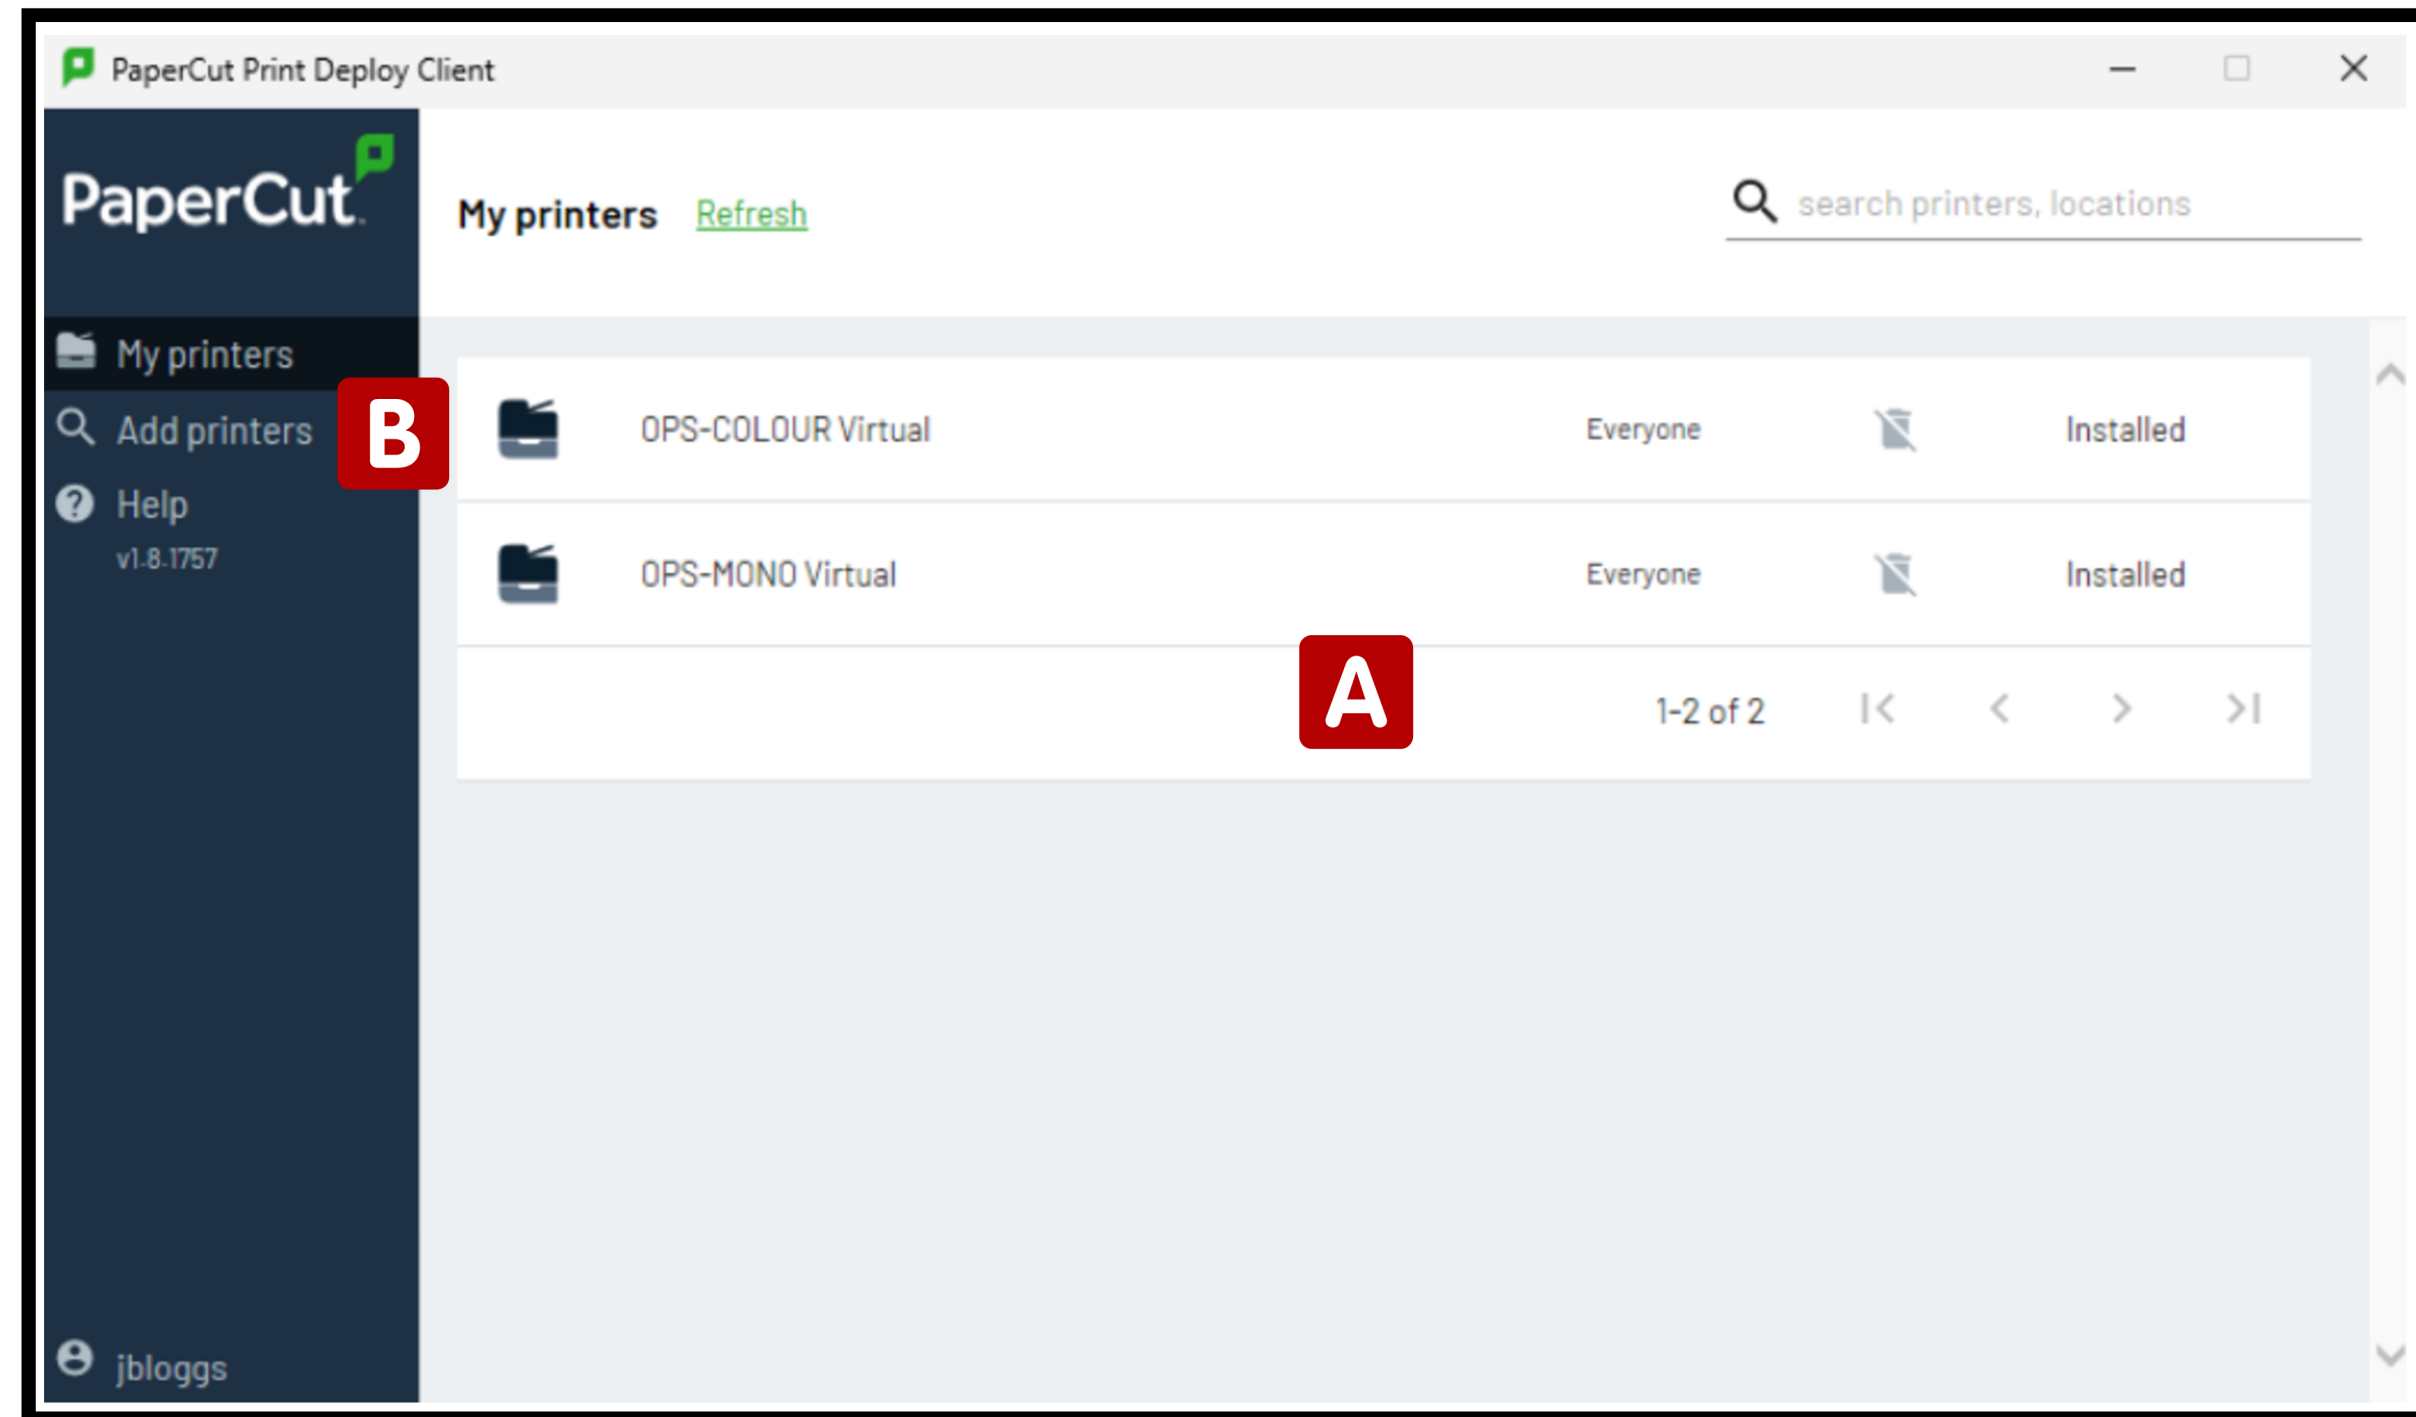 PaperCut Print Deploy Client
PaperCut
My printers Refresh
search printers, locations
My printers
Add printers
B
Help
v1.8.1757
OPS-COLOUR Virtual Everyone Installed
OPS-MONO Virtual Everyone Installed
A
1-2 of 2
jbloggs